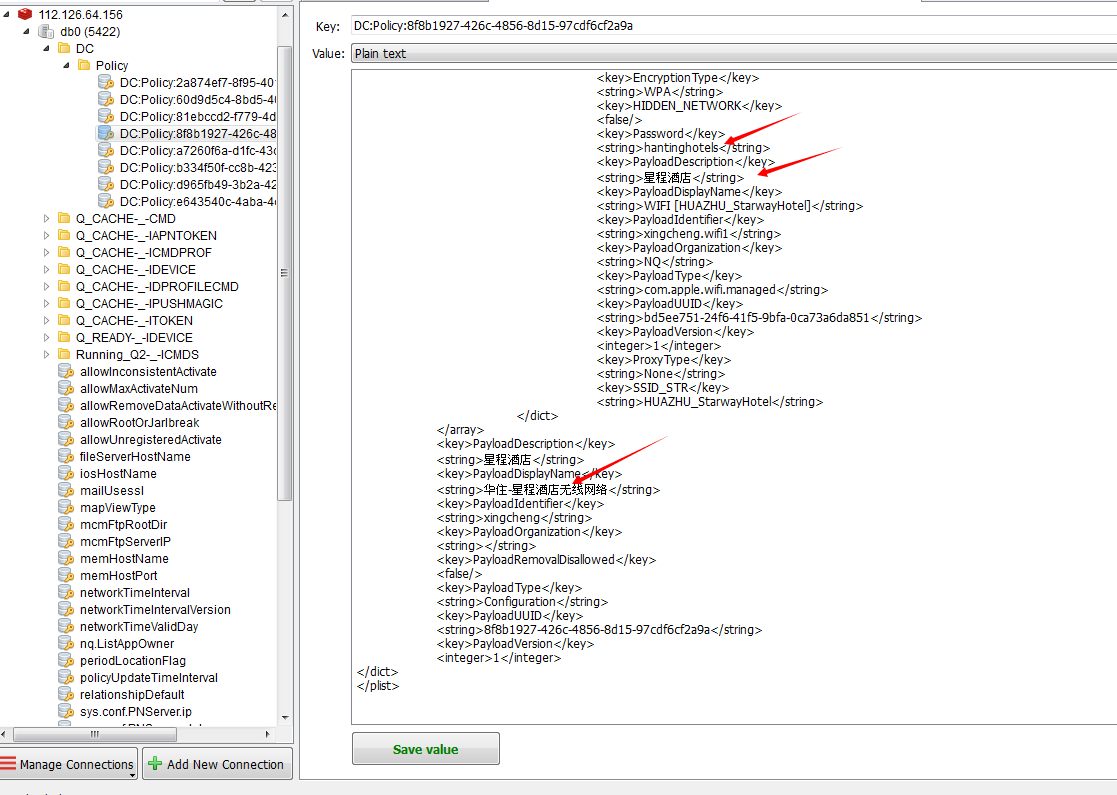 112.126.64.156
db0 (5422)
DC
Policy
DC:Policy:2a874ef7-8f95-40
DC:Policy:60d9d5c4-8bd5-4
DC:Policy:81ebccd2-f779-4d
DC:Policy:8f8b1927-426c-48
DC:Policy:a7260f6a-d1fc-43
DC:Policy:b334f50f-cc8b-423
DC:Policy:d965fb49-3b2a-42
DC:Policy:e643540c-4aba-4
Q_CACHE-_-CMD
Q_CACHE-_-IAPNTOKEN
Q_CACHE-_-ICMDPROF
Q_CACHE-_-IDEVICE
Q_CACHE-_-IDPROFILECMD
Q_CACHE-_-IPUSHMAGIC
Q_CACHE-_-ITOKEN
Q_READY-_-IDEVICE
Running_Q2-_-ICMDS
allowInconsistentActivate
allowMaxActivateNum
allowRemoveDataActivateWithoutRe
allowRootOrJarlbreak
allowUnregisteredActivate
fileServerHostName
iosHostName
mailUsessl
mapViewType
mcmFtpRootDir
mcmFtpServerIP
memHostName
memHostPort
networkTimeInterval
networkTimeIntervalVersion
networkTimeValidDay
nq.ListAppOwner
periodLocationFlag
policyUpdateTimeInterval
relationshipDefault
sys.conf.PNServer.ip
Manage Connections
Add New Connection
Key: DC:Policy:8f8b1927-426c-4856-8d15-97cdf6cf2a9a
Value: Plain text
<key>EncryptionType</key>
<string>WPA</string>
<key>HIDDEN_NETWORK</key>
<false/>
<key>Password</key>
<string>hantinghotels</string>
<key>PayloadDescription</key>
<string>星程酒店</string>
<key>PayloadDisplayName</key>
<string>WIFI [HUAZHU_StarwayHotel]</string>
<key>PayloadIdentifier</key>
<string>xingcheng.wifi1</string>
<key>PayloadOrganization</key>
<string>NQ</string>
<key>PayloadType</key>
<string>com.apple.wifi.managed</string>
<key>PayloadUUID</key>
<string>bd5ee751-24f6-41f5-9bfa-0ca73a6da851</string>
<key>PayloadVersion</key>
<integer>1</integer>
<key>ProxyType</key>
<string>None</string>
<key>SSID_STR</key>
<string>HUAZHU_StarwayHotel</string>
</dict>
</array>
<key>PayloadDescription</key>
<string>星程酒店</string>
<key>PayloadDisplayName</key>
<string>华住-星程酒店无线网络</string>
<key>PayloadIdentifier</key>
<string>xingcheng</string>
<key>PayloadOrganization</key>
<string></string>
<key>PayloadRemovalDisallowed</key>
<false/>
<key>PayloadType</key>
<string>Configuration</string>
<key>PayloadUUID</key>
<string>8f8b1927-426c-4856-8d15-97cdf6cf2a9a</string>
<key>PayloadVersion</key>
<integer>1</integer>
</dict>
</plist>
Save value